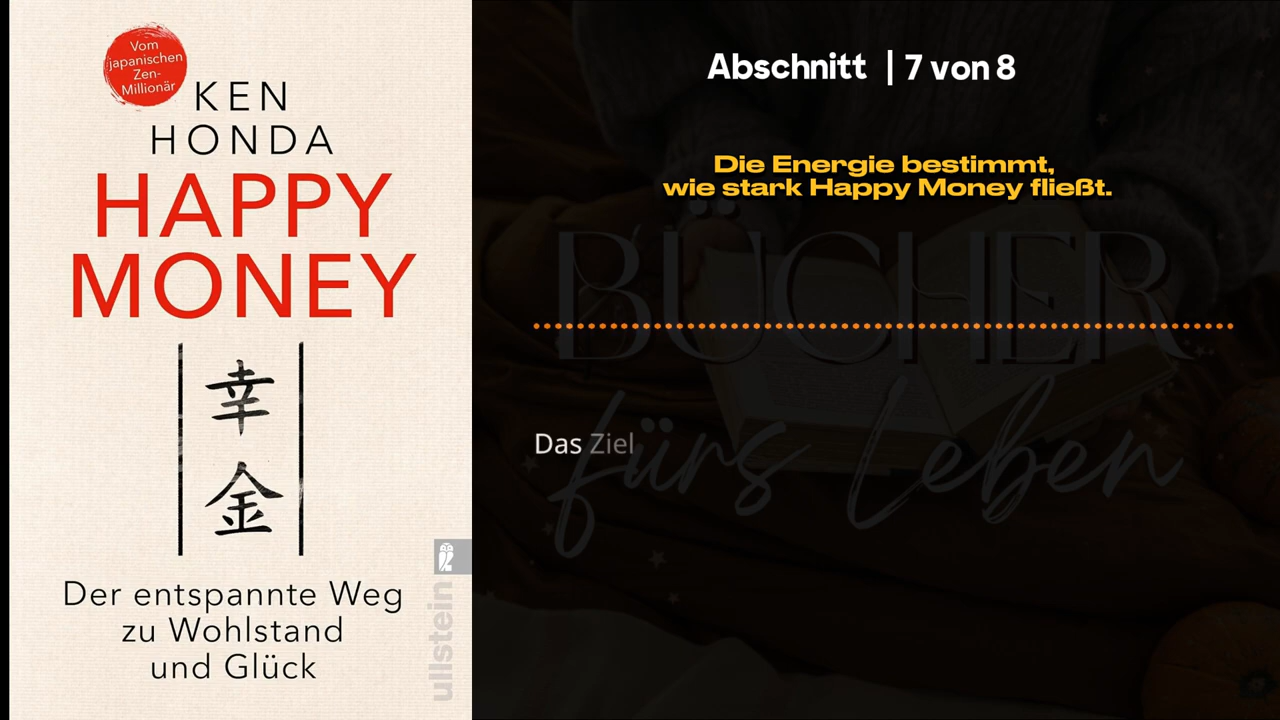 Vom
japanischen
Zen-
Millionär
KEN
HONDA
HAPPY
MONEY
幸
金
Der entspannte Weg
zu Wohlstand
und Glück
ullstein
Abschnitt | 7 von 8
Die Energie bestimmt,
wie stark Happy Money fließt.
BÜCHER
fürs Leben
Das Ziel